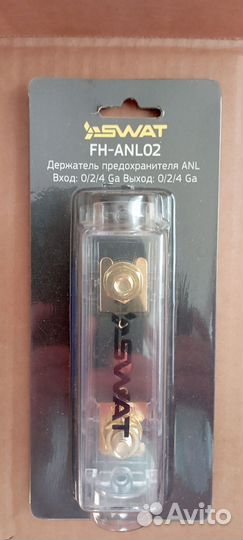 SWAT
FH-ANL02
Держатель предохранителя ANL
Вход: 0/2/4 Ga Выход: 0/2/4 Ga
SWAT
Avito